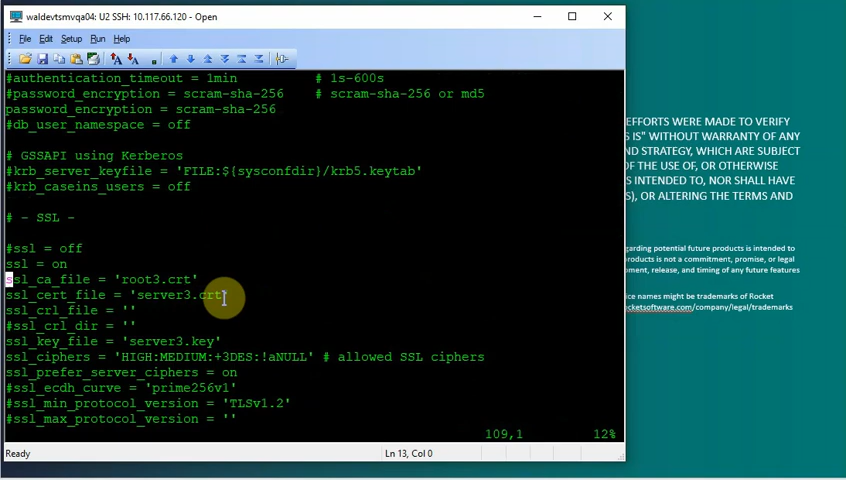 waldevtsmvqa04: U2 SSH: 10.117.66.120 - Open
File Edit Setup Run Help
#authentication_timeout = 1min # 1s-600s
#password_encryption = scram-sha-256 # scram-sha-256 or md5
password_encryption = scram-sha-256
#db_user_namespace = off
# GSSAPI using Kerberos
#krb_server_keyfile = 'FILE:${sysconfdir}/krb5.keytab'
#krb_caseins_users = off
# - SSL -
#ssl = off
ssl = on
ssl_ca_file = 'root3.crt'
ssl_cert_file = 'server3.crt'
ssl_crl_file = ''
#ssl_crl_dir = ''
ssl_key_file = 'server3.key'
ssl_ciphers = 'HIGH:MEDIUM:+3DES:!aNULL' # allowed SSL ciphers
ssl_prefer_server_ciphers = on
#ssl_ecdh_curve = 'prime256v1'
#ssl_min_protocol_version = 'TLSv1.2'
#ssl_max_protocol_version = ''
109,1 12%
Ready Ln 13, Col 0
EFFORTS WERE MADE TO VERIFY
S IS" WITHOUT WARRANTY OF ANY
ND STRATEGY, WHICH ARE SUBJECT
OF THE USE OF, OR OTHERWISE
S INTENDED TO, NOR SHALL HAVE
S), OR ALTERING THE TERMS AND
garding potential future products is intended to
products is not a commitment, promise, or legal
opment, release, and timing of any future features
ice names might be trademarks of Rocket
ocketsoftware.com/company/legal/trademarks